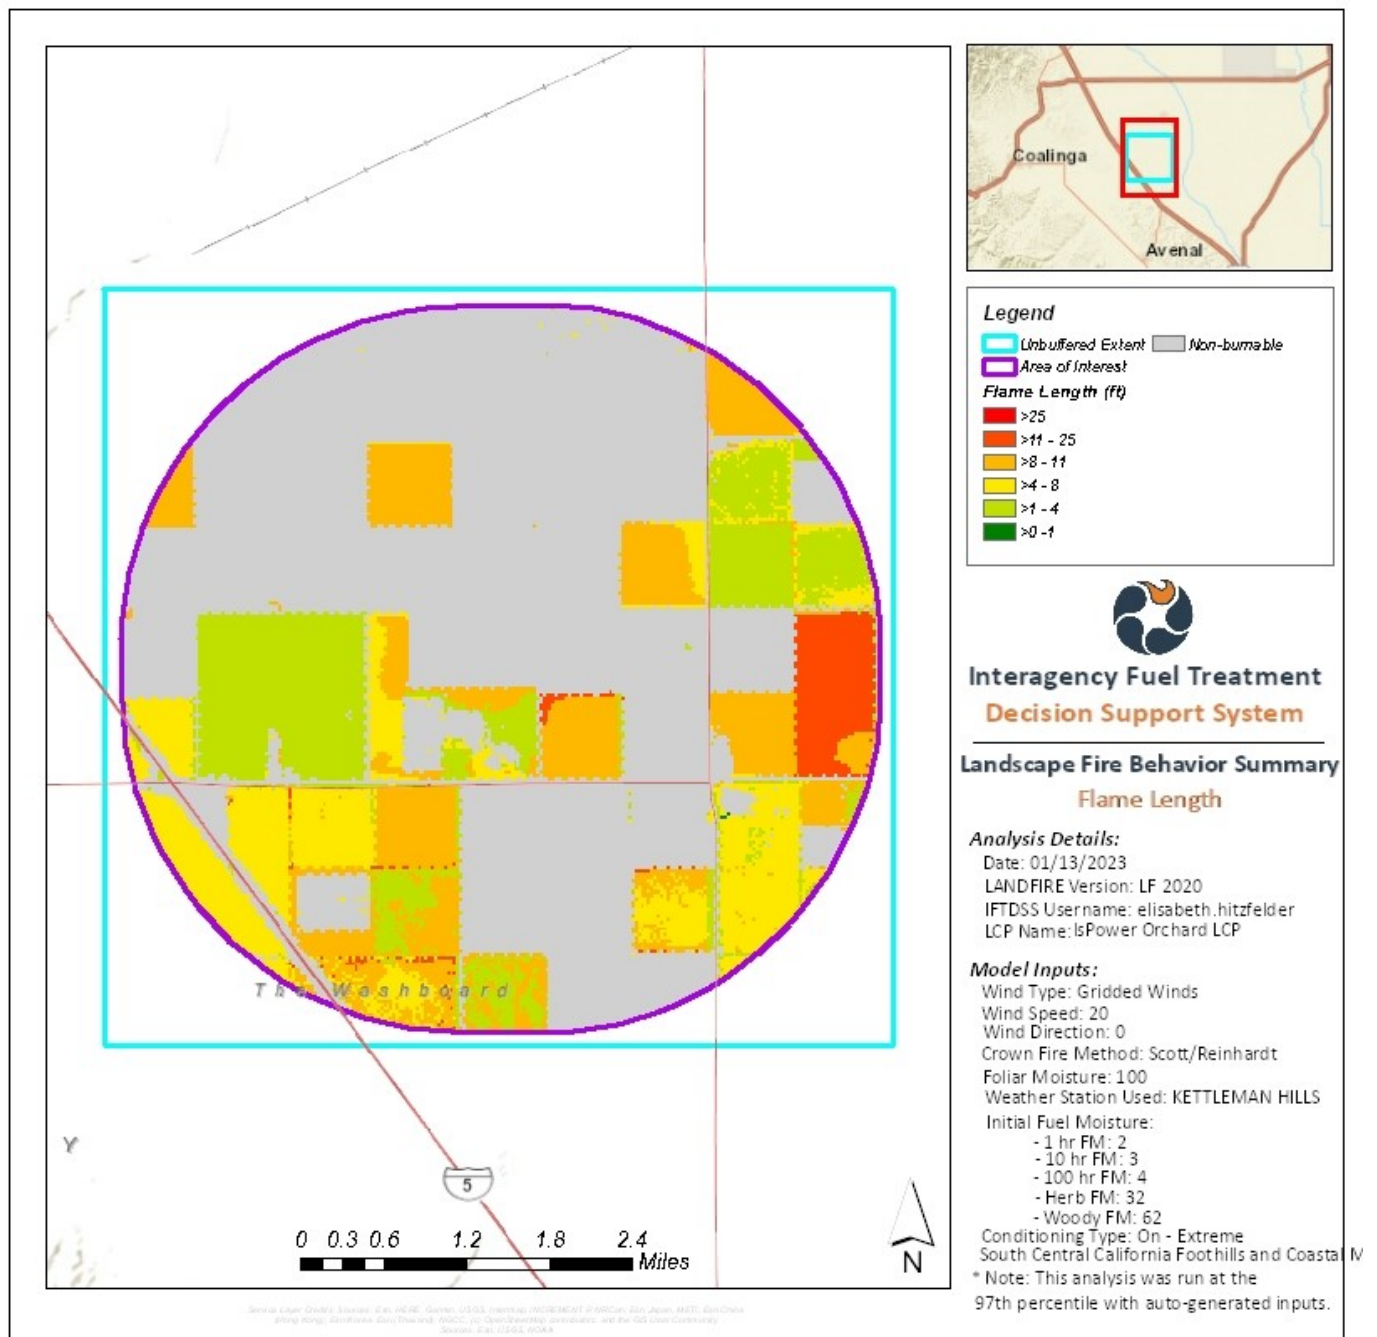 Coalinga
Avenal
Legend
Unbuffered Extent
Non-burnable
Area of Interest
Flame Length (ft)
>25
>11 - 25
>8 - 11
>4 - 8
>1 - 4
>0 -1
Interagency Fuel Treatment
Decision Support System
Landscape Fire Behavior Summary
Flame Length
Analysis Details:
Date: 01/13/2023
LANDFIRE Version: LF 2020
IFTDSS Username: elisabeth.hitzfelder
LCP Name: IsPower Orchard LCP
Model Inputs:
Wind Type: Gridded Winds
Wind Speed: 20
Wind Direction: 0
Crown Fire Method: Scott/Reinhardt
Foliar Moisture: 100
Weather Station Used: KETTLEMAN HILLS
Initial Fuel Moisture:
- 1 hr FM: 2
- 10 hr FM: 3
- 100 hr FM: 4
- Herb FM: 32
- Woody FM: 62
Conditioning Type: On - Extreme
South Central California Foothills and Coastal M
* Note: This analysis was run at the
97th percentile with auto-generated inputs.
The Washboard
Y
5
0 0.3 0.6 1.2 1.8 2.4
Miles
N
Sources: Esri, USGS, NOAA